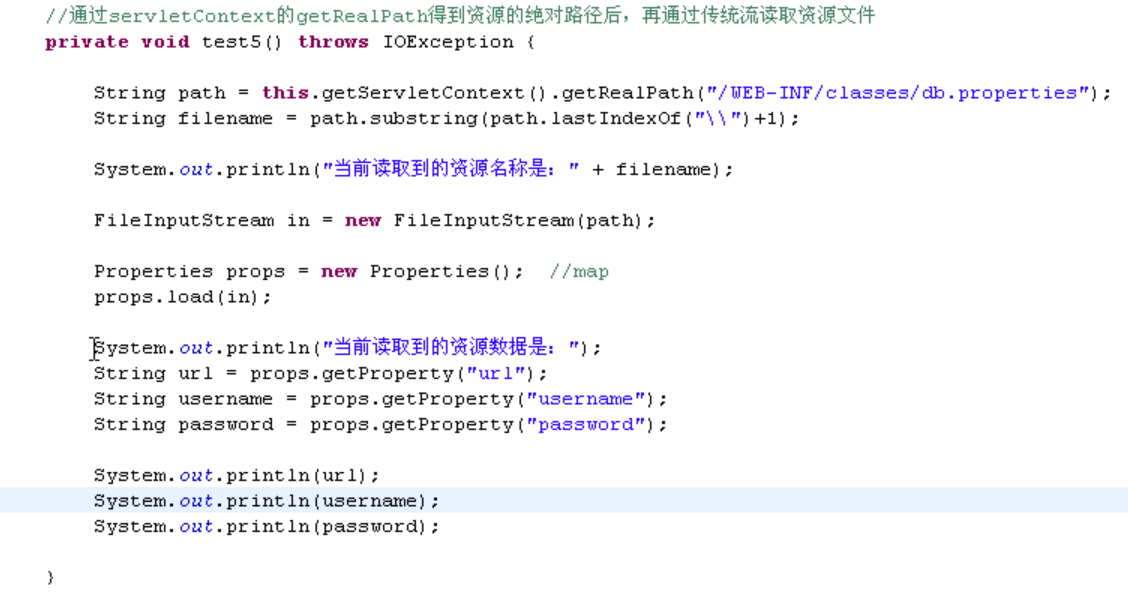 //通过servletContext的getRealPath得到资源的绝对路径后，再通过传统流读取资源文件
private void test5() throws IOException {
String path = this.getServletContext().getRealPath("/WEB-INF/classes/db.properties");
String filename = path.substring(path.lastIndexOf("\\")+1);
System.out.println("当前读取到的资源名称是：" + filename);
FileInputStream in = new FileInputStream(path);
Properties props = new Properties();  //map
props.load(in);
System.out.println("当前读取到的资源数据是：");
String url = props.getProperty("url");
String username = props.getProperty("username");
String password = props.getProperty("password");
System.out.println(url);
System.out.println(username);
System.out.println(password);
}